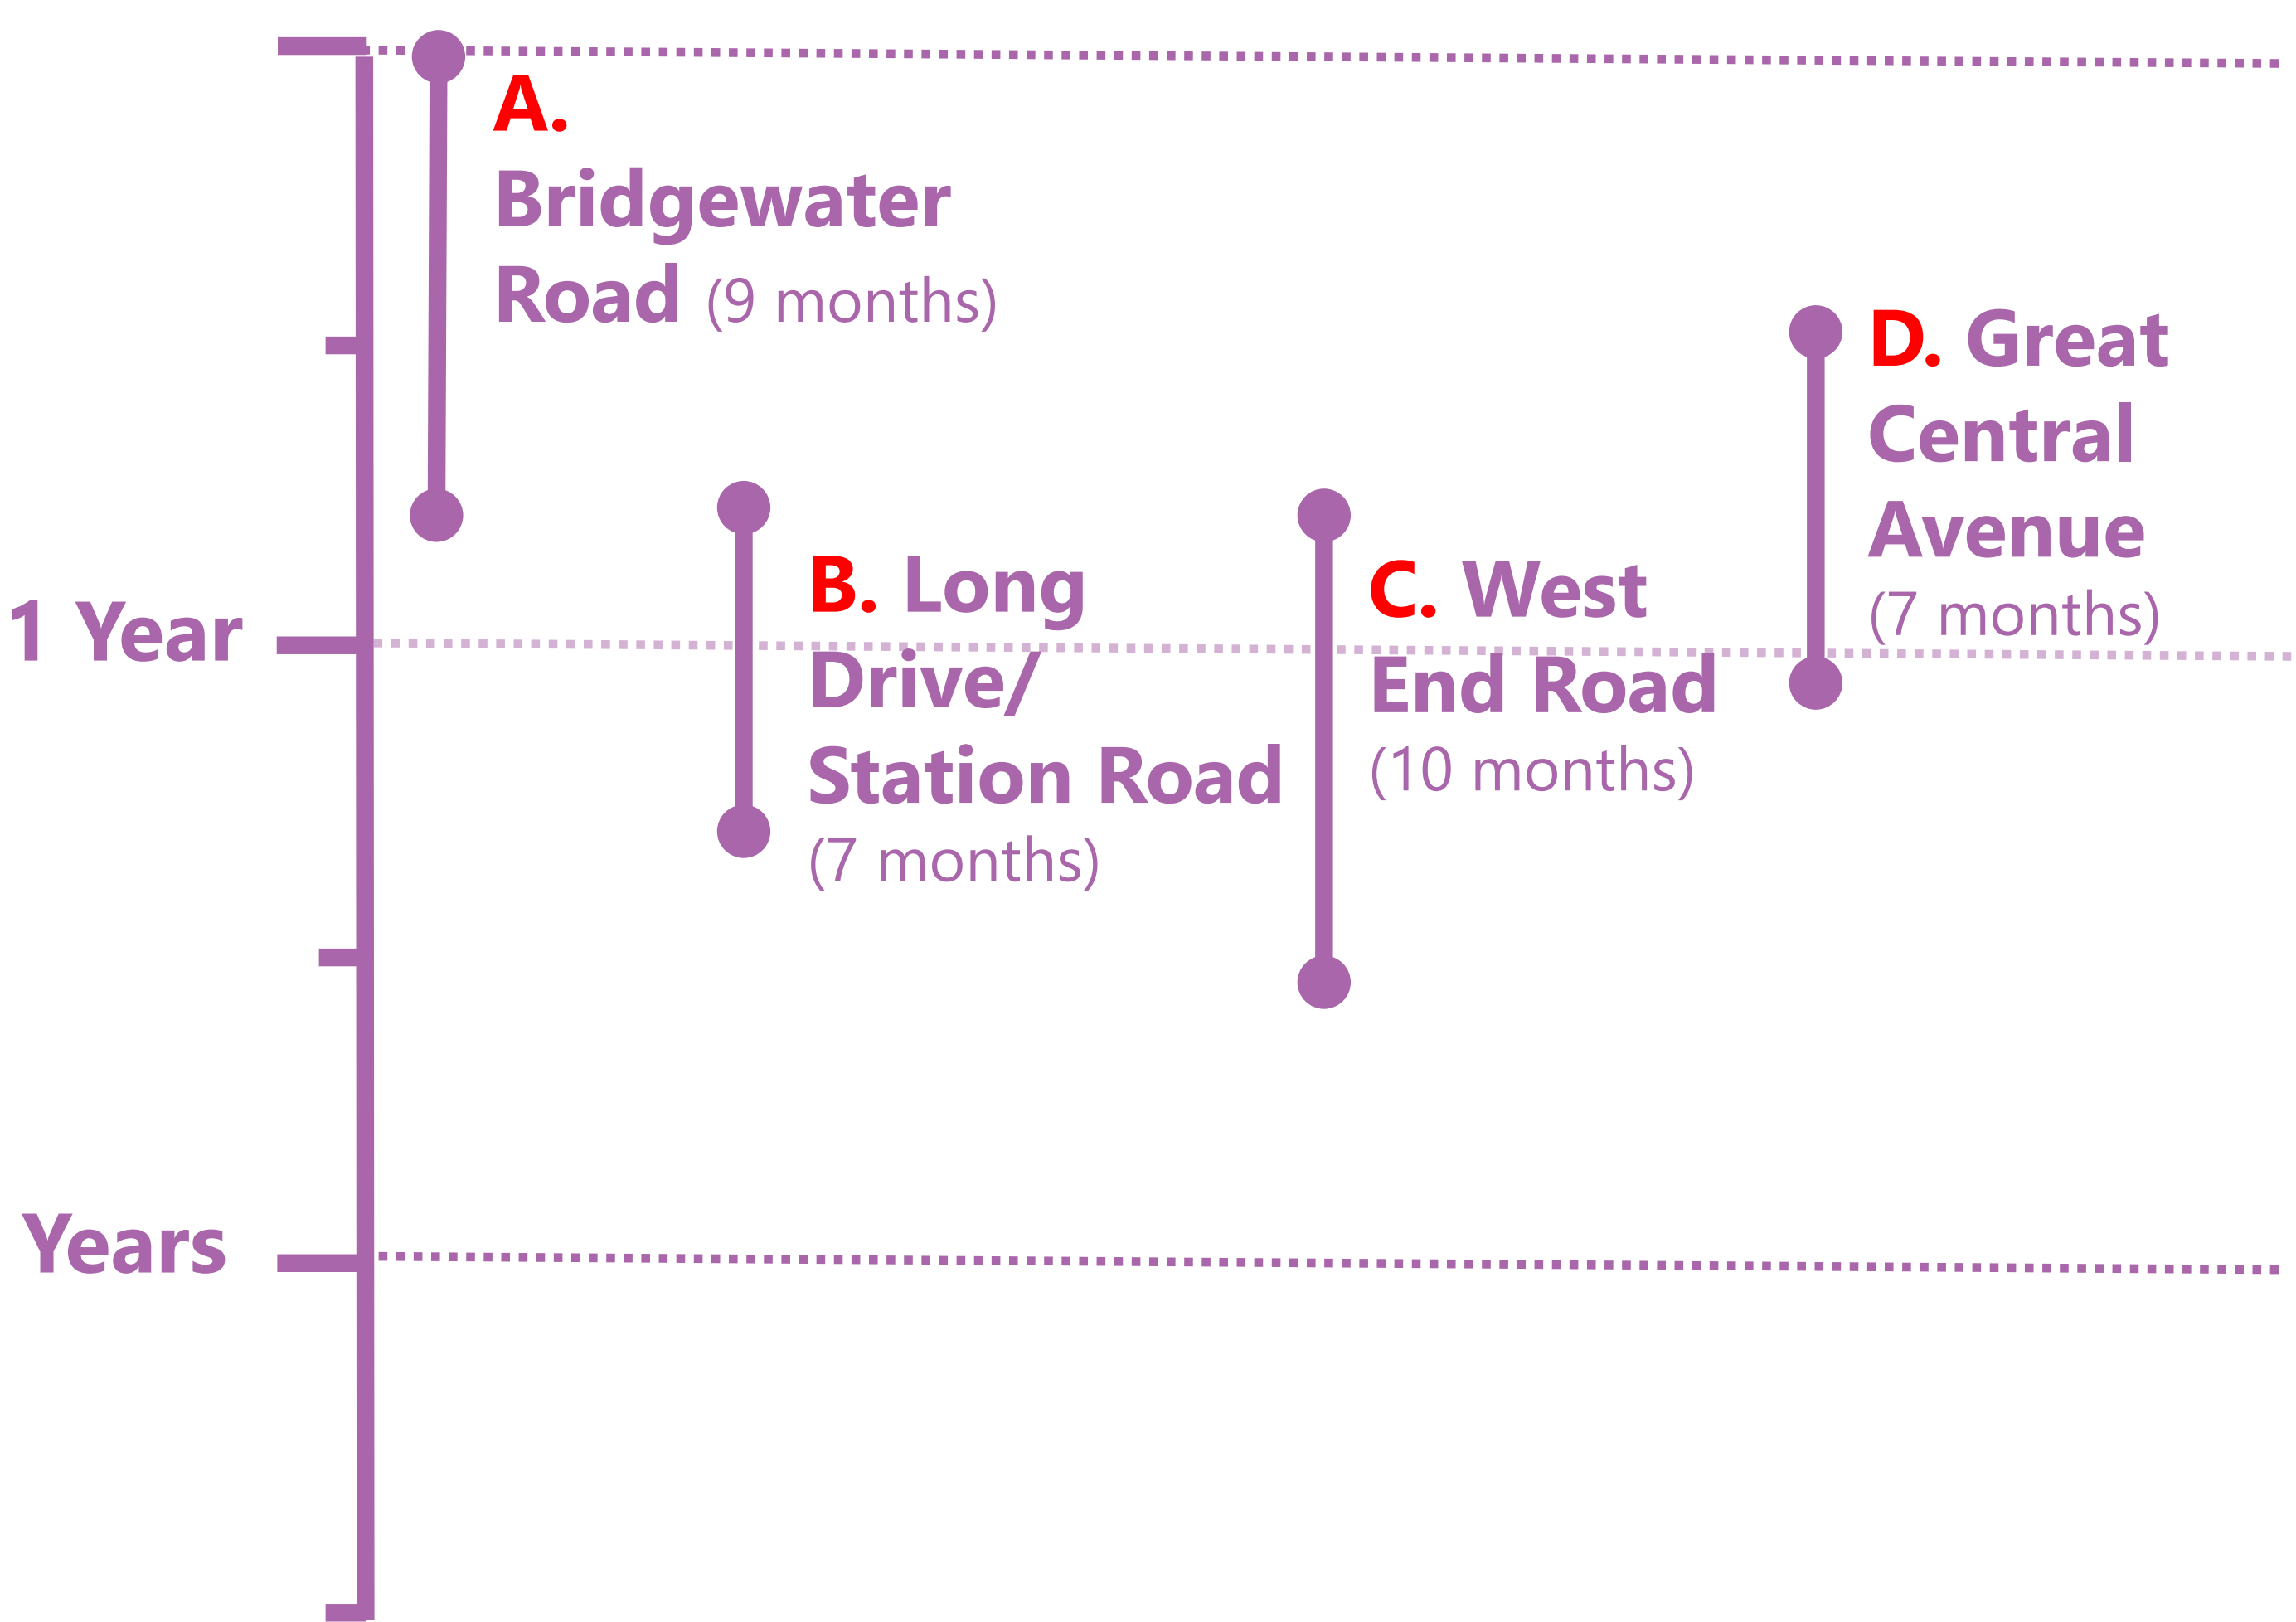 A.
Bridgewater
Road (9 months)
D. Great
Central
Avenue
(7 months)
B. Long
Drive/
Station Road
(7 months)
C. West
End Road
(10 months)
1 Year
Years